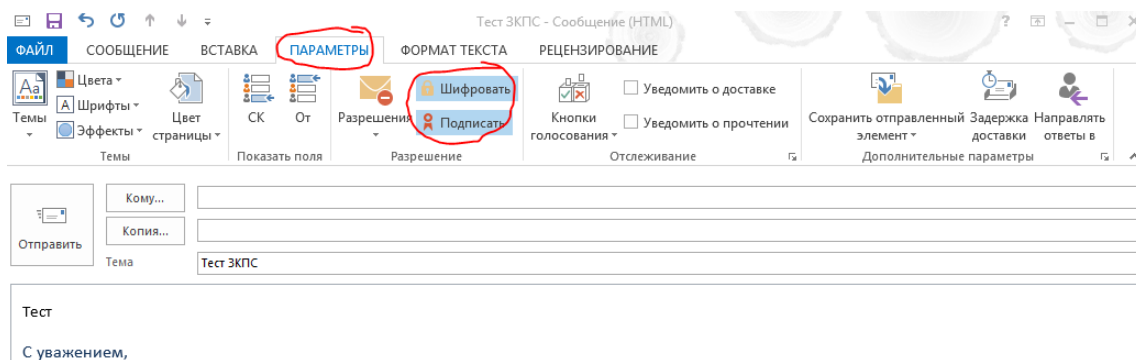 Тест ЗКПС - Сообщение (HTML)
ФАЙЛ СООБЩЕНИЕ ВСТАВКА ПАРАМЕТРЫ ФОРМАТ ТЕКСТА РЕЦЕНЗИРОВАНИЕ
Aa
Темы
Цвета
A Шрифты
Эффекты
Цвет
страницы
Темы
СК
От
Показать поля
Разрешения
Шифровать
Подписать
Разрешение
Кнопки
голосования
Уведомить о доставке
Уведомить о прочтении
Отслеживание
Сохранить отправленный
элемент
Задержка
доставки
Направлять
ответы в
Дополнительные параметры
Отправить
Кому...
Копия...
Тема
Тест ЗКПС
Тест
С уважением,